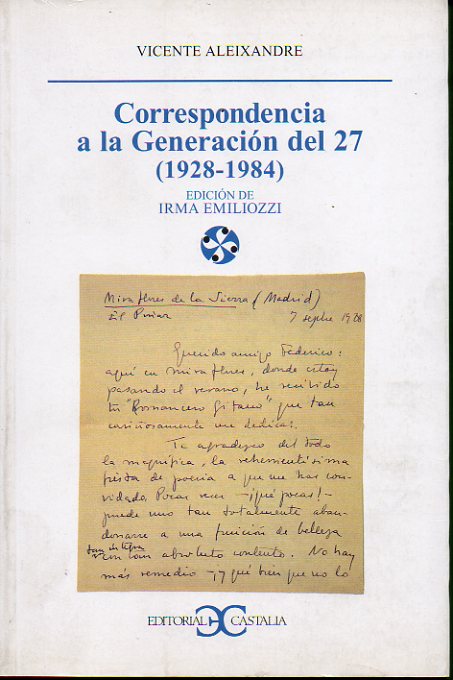 VICENTE ALEIXANDRE
Correspondencia
a la Generación del 27
(1928-1984)
EDICIÓN DE
IRMA EMILIOZZI
Miraflores de la Sierra (Madrid)
El Pinar 7 sepbre 1928
Querido amigo Federico:
aquí en Miraflores, donde estoy
pasando el verano, he recibido
tu "Romancero Gitano" que tan
cariñosamente me dedicas.
Te agradezco del todo
la magnífica, la vehementísima
fiesta de poesía a que me has con-
vidado. Pocas veces —¡qué pocas!—
puede uno tan totalmente aban-
donarse a una fruición de belleza
con tan absoluto contento. No hay
más remedio —¡y qué bien que no lo
EDITORIAL CASTALIA